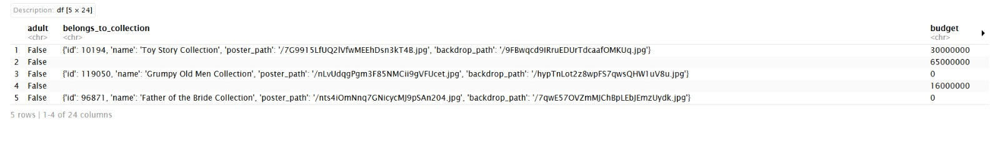 Description: df [5 × 24]
adult belongs_to_collection budget
<chr> <chr> <chr>
1 False {'id': 10194, 'name': 'Toy Story Collection', 'poster_path': '/7G9915LfUQ2lVfwMEEhDsn3kT4B.jpg', 'backdrop_path': '/9FBwqcd9IRruEDUrTdcaafOMKUq.jpg'} 30000000
2 False 65000000
3 False {'id': 119050, 'name': 'Grumpy Old Men Collection', 'poster_path': '/nLvUdqgPgm3F85NMCii9gVFUcet.jpg', 'backdrop_path': '/hypTnLot2z8wpFS7qwsQHW1uV8u.jpg'} 0
4 False 16000000
5 False {'id': 96871, 'name': 'Father of the Bride Collection', 'poster_path': '/nts4iOmNnq7GNicycMJ9pSAn204.jpg', 'backdrop_path': '/7qwE57OVZmMJChBpLEbJEmzUydk.jpg'} 0
5 rows | 1-4 of 24 columns